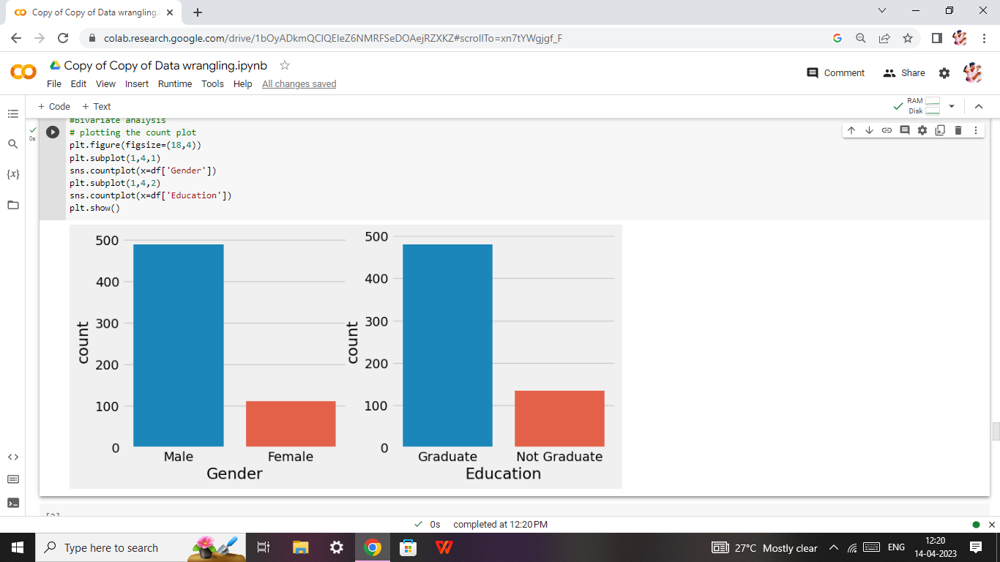 Copy of Copy of Data wrangling.
colab.research.google.com/drive/1bOyADkmQClQEIeZ6NMRFSeDOAejRZXKZ#scrollTo=xn7tYWgjgf_F
Copy of Copy of Data wrangling.ipynb
File Edit View Insert Runtime Tools Help All changes saved
Comment Share
+ Code + Text
RAM
Disk
#Bivariate analysis
0s
# plotting the count plot
plt.figure(figsize=(18,4))
plt.subplot(1,4,1)
sns.countplot(x=df['Gender'])
plt.subplot(1,4,2)
sns.countplot(x=df['Education'])
plt.show()
{x}
500
400
300
200
100
0
count
Male Female
Gender
500
400
300
200
100
0
count
Graduate Not Graduate
Education
0s completed at 12:20 PM
Type here to search
27°C Mostly clear
ENG
12:20
14-04-2023